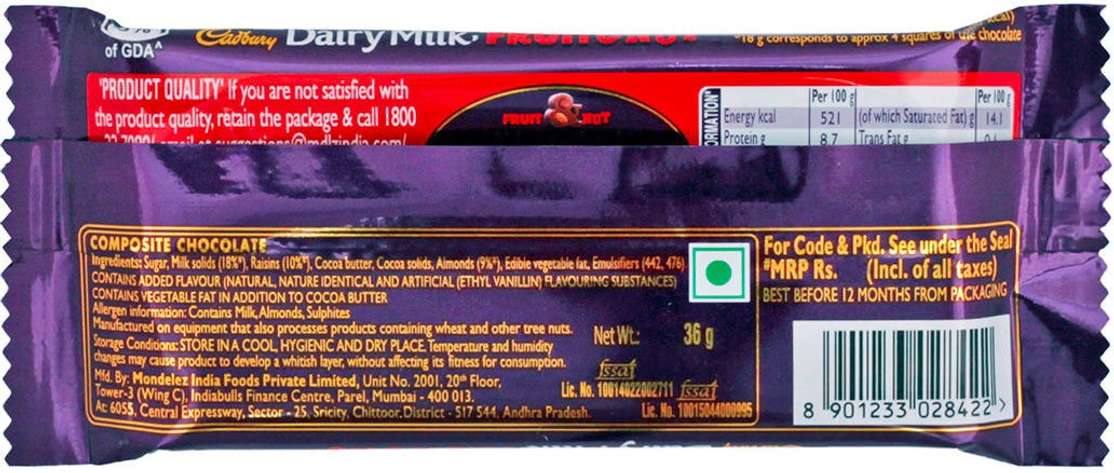 of GDA^
Cadbury Dairy Milk
*18 g corresponds to approx 4 squares of the chocolate
'PRODUCT QUALITY' If you are not satisfied with
the product quality, retain the package & call 1800
FRUIT & NUT
Per 100 g Per 100 g
Energy kcal 521 (of which Saturated Fat) g 14.1
Protein g 8.7 Trans Fat g
COMPOSITE CHOCOLATE
Ingredients: Sugar, Milk solids (18%*), Raisins (10%*), Cocoa butter, Cocoa solids, Almonds (9%*), Edible vegetable fat, Emulsifiers (442, 476).
CONTAINS ADDED FLAVOUR (NATURAL, NATURE IDENTICAL AND ARTIFICIAL (ETHYL VANILLIN) FLAVOURING SUBSTANCES)
CONTAINS VEGETABLE FAT IN ADDITION TO COCOA BUTTER
Allergen information: Contains Milk, Almonds, Sulphites
Manufactured on equipment that also processes products containing wheat and other tree nuts.
Storage Conditions: STORE IN A COOL, HYGIENIC AND DRY PLACE. Temperature and humidity
changes may cause product to develop a whitish layer, without affecting its fitness for consumption.
Mfd. By: Mondelez India Foods Private Limited, Unit No. 2001, 20th Floor,
Tower-3 (Wing C), Indiabulls Finance Centre, Parel, Mumbai - 400 013.
At: 6055, Central Expressway, Sector - 25, Sricity, Chittoor, District - 517 544, Andhra Pradesh.
Net Wt.: 36 g
fssai
Lic. No. 10014022002711 fssai
Lic. No. 10015044000995
For Code & Pkd. See under the Seal
#MRP Rs. (Incl. of all taxes)
BEST BEFORE 12 MONTHS FROM PACKAGING
8 901233 028422 >